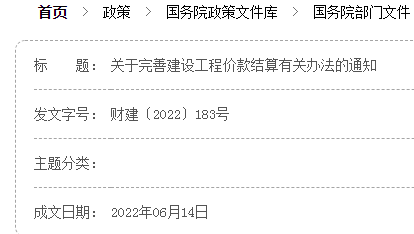 首页 > 政策 > 国务院政策文件库 > 国务院部门文件
标 题： 关于完善建设工程价款结算有关办法的通知
发文字号： 财建〔2022〕183号
主题分类：
成文日期： 2022年06月14日